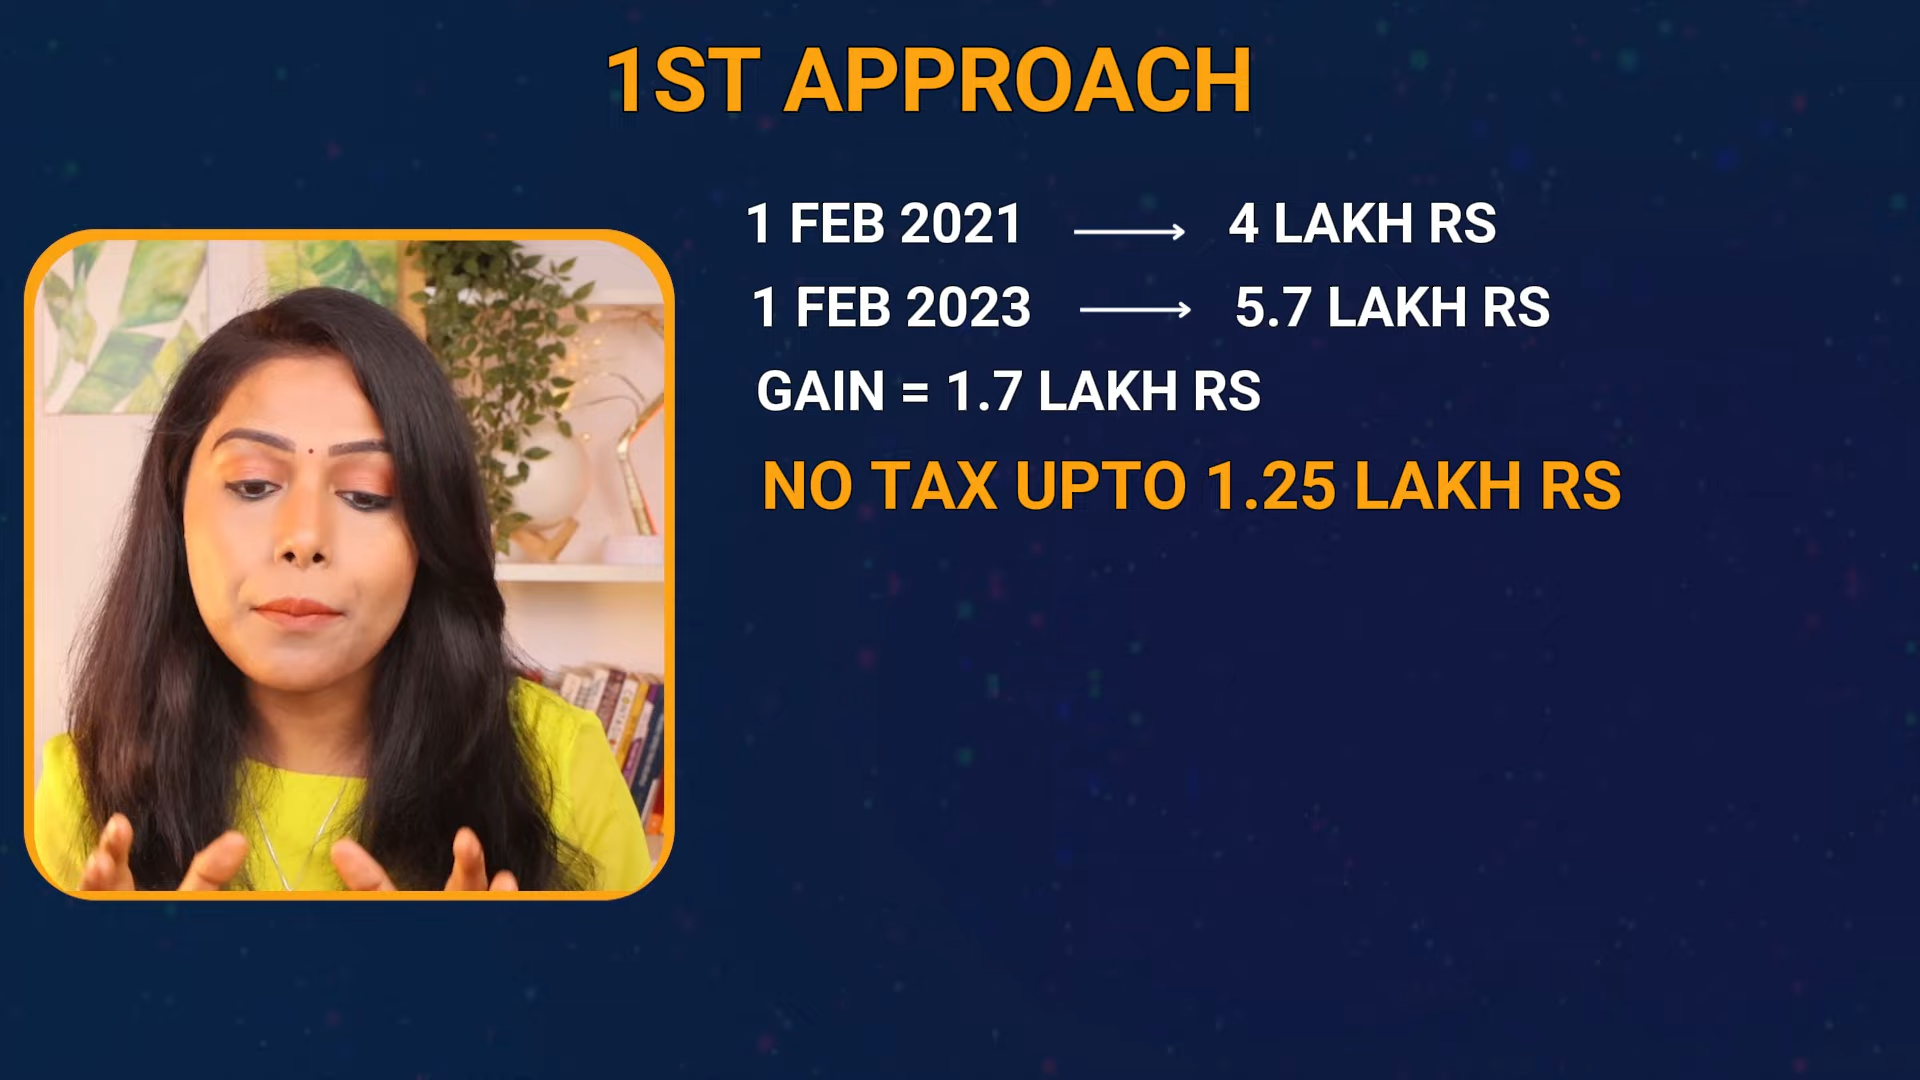 1ST APPROACH
1 FEB 2021 → 4 LAKH RS
1 FEB 2023 → 5.7 LAKH RS
GAIN = 1.7 LAKH RS
NO TAX UPTO 1.25 LAKH RS